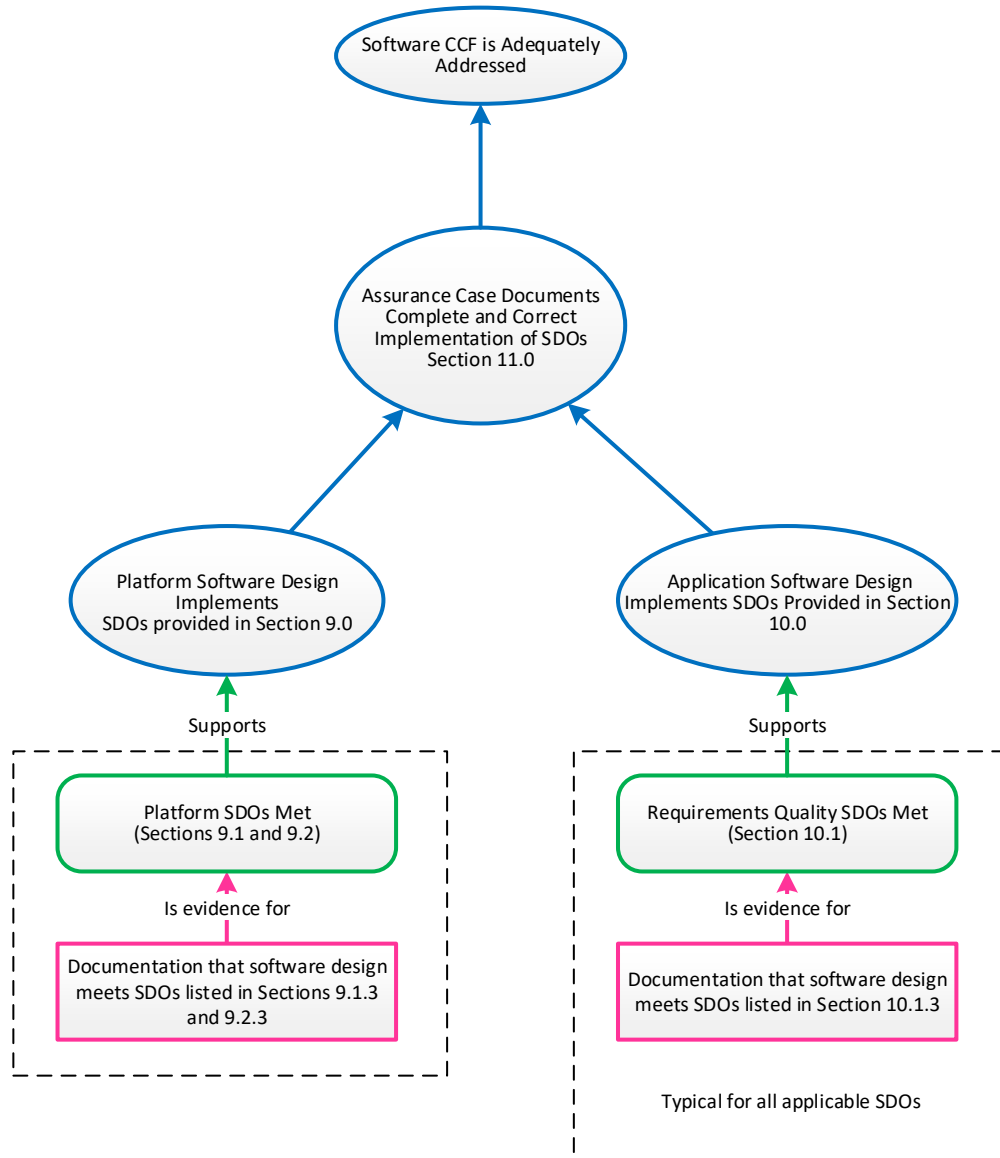 Software CCF is Adequately
Addressed
Assurance Case Documents
Complete and Correct
Implementation of SDOs
Section 11.0
Platform Software Design
Implements
SDOs provided in Section 9.0
Application Software Design
Implements SDOs Provided in Section
10.0
Supports
Supports
Platform SDOs Met
(Sections 9.1 and 9.2)
Requirements Quality SDOs Met
(Section 10.1)
Is evidence for
Is evidence for
Documentation that software design
meets SDOs listed in Sections 9.1.3
and 9.2.3
Documentation that software design
meets SDOs listed in Section 10.1.3
Typical for all applicable SDOs